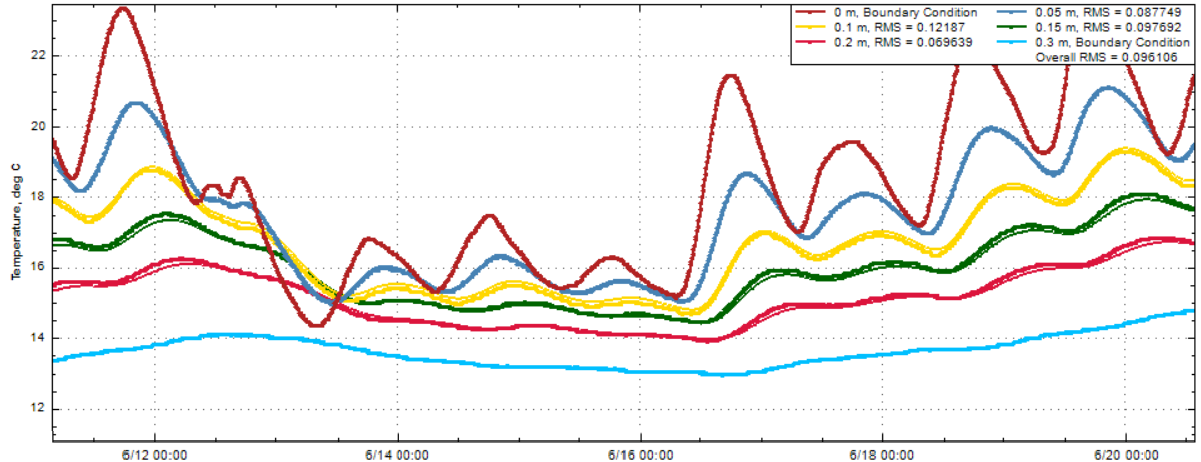 0 m, Boundary Condition
0.05 m, RMS = 0.087749
0.1 m, RMS = 0.12187
0.15 m, RMS = 0.097692
0.2 m, RMS = 0.069639
0.3 m, Boundary Condition
Overall RMS = 0.096106
Temperature, deg C
22
20
18
16
14
12
6/12 00:00
6/14 00:00
6/16 00:00
6/18 00:00
6/20 00:00